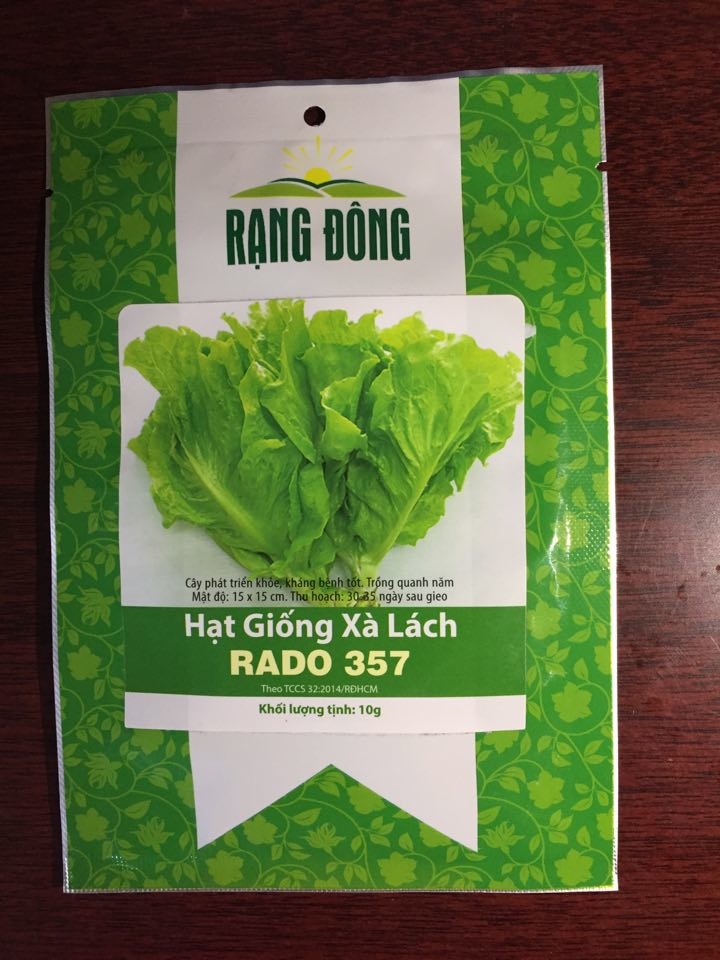 RẠNG ĐÔNG
Cây phát triển khỏe, kháng bệnh tốt. Trồng quanh năm
Mật độ: 15 x 15 cm. Thu hoạch: 30-35 ngày sau gieo
Hạt Giống Xà Lách
RADO 357
Theo TCCS 32:2014/RĐHCM
Khối lượng tịnh: 10g